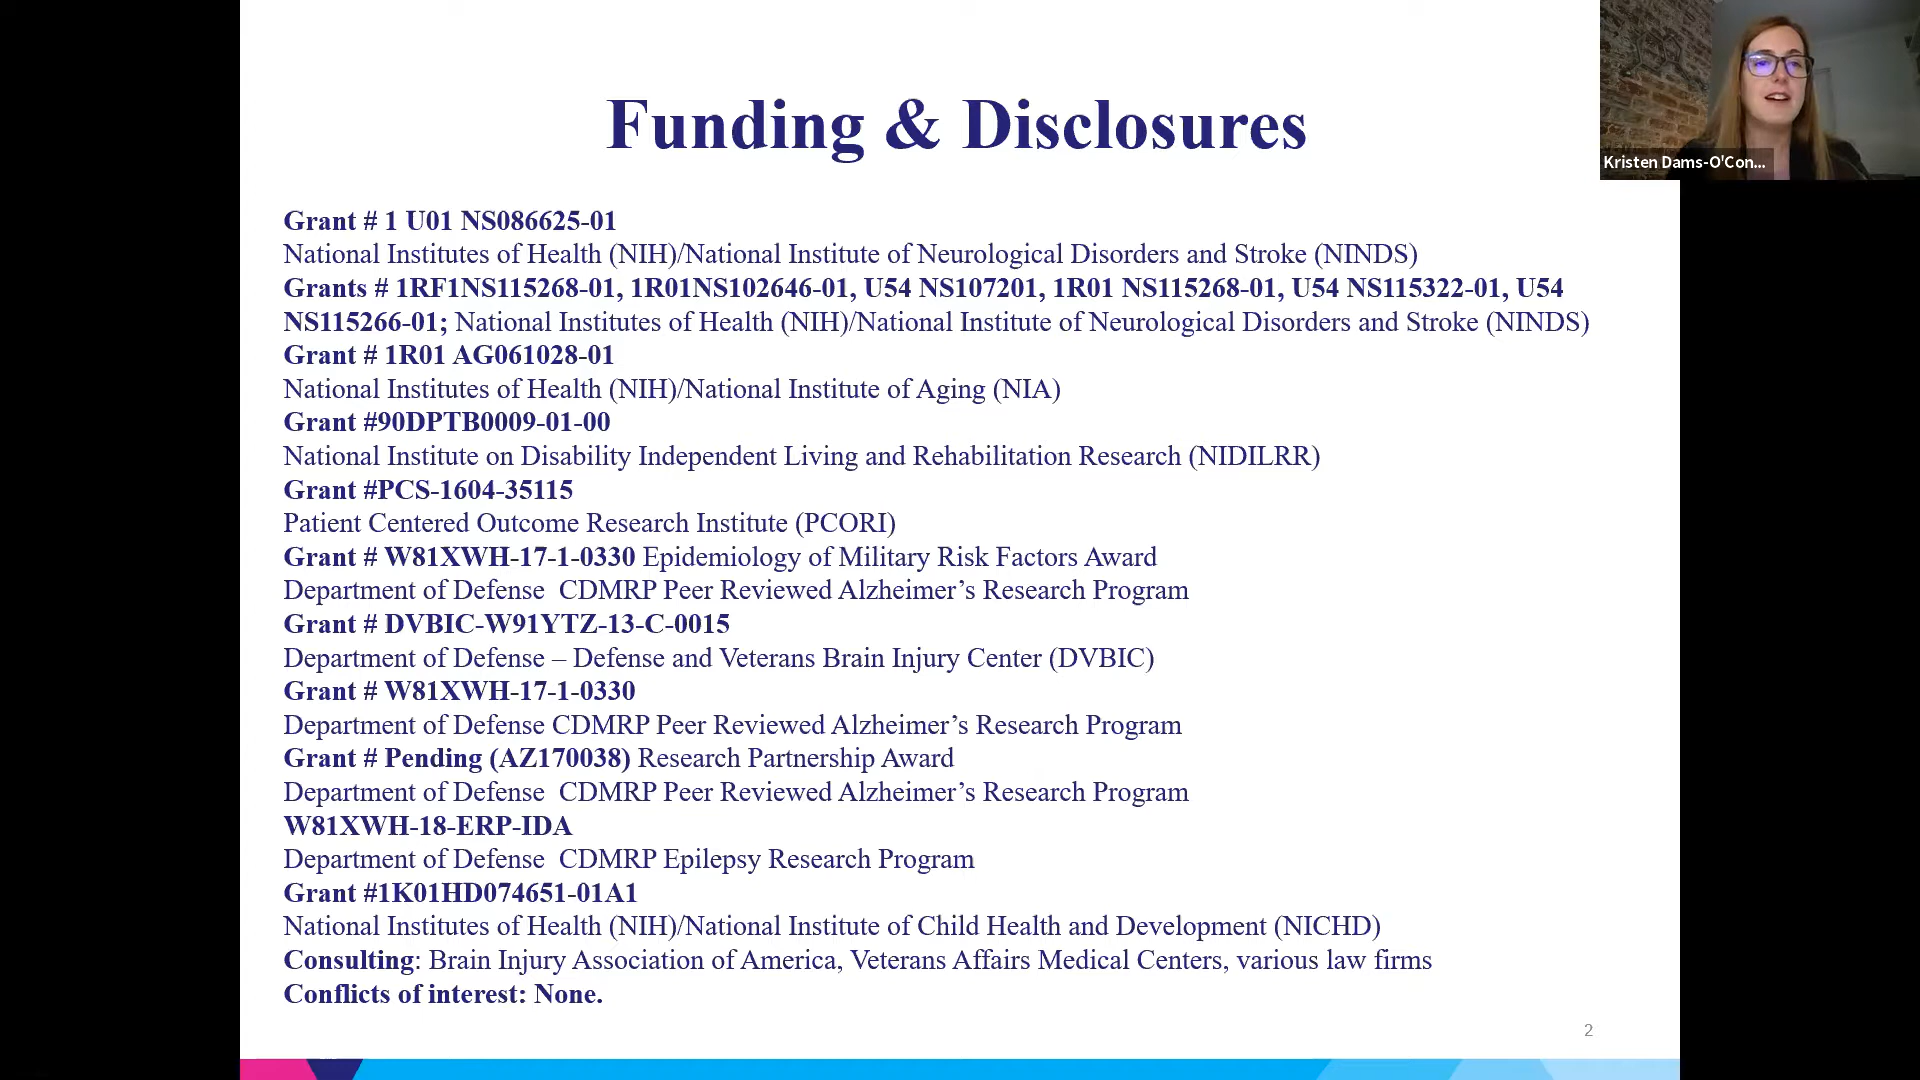 Funding & Disclosures
Kristen Dams-O'Con...
Grant # 1 U01 NS086625-01
National Institutes of Health (NIH)/National Institute of Neurological Disorders and Stroke (NINDS)
Grants # 1RF1NS115268-01, 1R01NS102646-01, U54 NS107201, 1R01 NS115268-01, U54 NS115322-01, U54
NS115266-01; National Institutes of Health (NIH)/National Institute of Neurological Disorders and Stroke (NINDS)
Grant # 1R01 AG061028-01
National Institutes of Health (NIH)/National Institute of Aging (NIA)
Grant #90DPTB0009-01-00
National Institute on Disability Independent Living and Rehabilitation Research (NIDILRR)
Grant #PCS-1604-35115
Patient Centered Outcome Research Institute (PCORI)
Grant # W81XWH-17-1-0330 Epidemiology of Military Risk Factors Award
Department of Defense  CDMRP Peer Reviewed Alzheimer’s Research Program
Grant # DVBIC-W91YTZ-13-C-0015
Department of Defense – Defense and Veterans Brain Injury Center (DVBIC)
Grant # W81XWH-17-1-0330
Department of Defense CDMRP Peer Reviewed Alzheimer’s Research Program
Grant # Pending (AZ170038) Research Partnership Award
Department of Defense  CDMRP Peer Reviewed Alzheimer’s Research Program
W81XWH-18-ERP-IDA
Department of Defense  CDMRP Epilepsy Research Program
Grant #1K01HD074651-01A1
National Institutes of Health (NIH)/National Institute of Child Health and Development (NICHD)
Consulting: Brain Injury Association of America, Veterans Affairs Medical Centers, various law firms
Conflicts of interest: None.
2